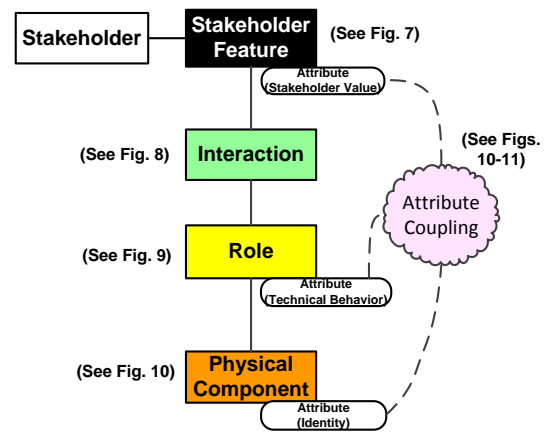 Stakeholder
Stakeholder
Feature
(See Fig. 7)
Attribute
(Stakeholder Value)
(See Fig. 8)
Interaction
(See Figs.
10-11)
Attribute
Coupling
(See Fig. 9)
Role
Attribute
(Technical Behavior)
(See Fig. 10)
Physical
Component
Attribute
(Identity)